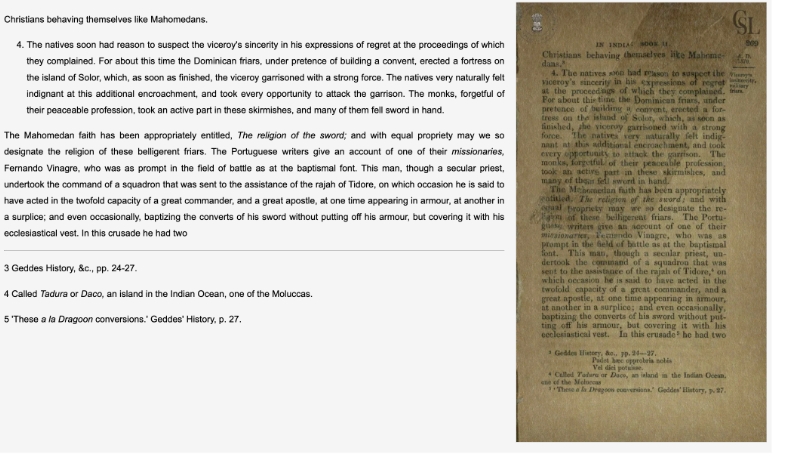 Christians behaving themselves like Mahomedans.
4. The natives soon had reason to suspect the viceroy's sincerity in his expressions of regret at the proceedings of which
they complained. For about this time the Dominican friars, under pretence of building a convent, erected a fortress on
the island of Solor, which, as soon as finished, the viceroy garrisoned with a strong force. The natives very naturally felt
indignant at this additional encroachment, and took every opportunity to attack the garrison. The monks, forgetful of
their peaceable profession, took an active part in these skirmishes, and many of them fell sword in hand.
The Mahomedan faith has been appropriately entitled, The religion of the sword; and with equal propriety may we so
designate the religion of these belligerent friars. The Portuguese writers give an account of one of their missionaries,
Fernando Vinagre, who was as prompt in the field of battle as at the baptismal font. This man, though a secular priest,
undertook the command of a squadron that was sent to the assistance of the rajah of Tidore, on which occasion he is said to
have acted in the twofold capacity of a great commander, and a great apostle, at one time appearing in armour, at another in
a surplice; and even occasionally, baptizing the converts of his sword without putting off his armour, but covering it with his
ecclesiastical vest. In this crusade he had two
3 Geddes History, &c., pp. 24-27.
4 Called Tadura or Daco, an island in the Indian Ocean, one of the Moluccas.
5 'These a la Dragoon conversions.' Geddes' History, p. 27.
CSL
IN INDIA: BOOK II.
Christians behaving themselves like Mahome-
dans.³
4. The natives soon had reason to suspect the
viceroy's sincerity in his expressions of regret
at the proceedings of which they complained.
For about this time the Dominican friars, under
pretence of building a convent, erected a for-
tress on the island of Solor, which, as soon as
finished, the viceroy garrisoned with a strong
force. The natives very naturally felt indig-
nant at this additional encroachment, and took
every opportunity to attack the garrison. The
monks, forgetful of their peaceable profession,
took an active part in these skirmishes, and
many of them fell sword in hand.
The Mahomedan faith has been appropriately
entitled, The religion of the sword; and with
equal propriety may we so designate the re-
ligion of these belligerent friars. The Portu-
guese writers give an account of one of their
missionaries, Fernando Vinagre, who was as
prompt in the field of battle as at the baptismal
font. This man, though a secular priest, un-
dertook the command of a squadron that was
sent to the assistance of the rajah of Tidore,⁴ on
which occasion he is said to have acted in the
twofold capacity of a great commander, and a
great apostle, at one time appearing in armour,
at another in a surplice; and even occasionally,
baptizing the converts of his sword without put-
ting off his armour, but covering it with his
ecclesiastical vest. In this crusade⁵ he had two
³ Geddes History, &c., pp. 24-27.
Pudet hæc opprobria nobis
Vel dici potuisse.
⁴ Called Tadura or Daco, an island in the Indian Ocean,
one of the Moluccas
⁵ 'These a la Dragoon conversions.' Geddes' History, p. 27.